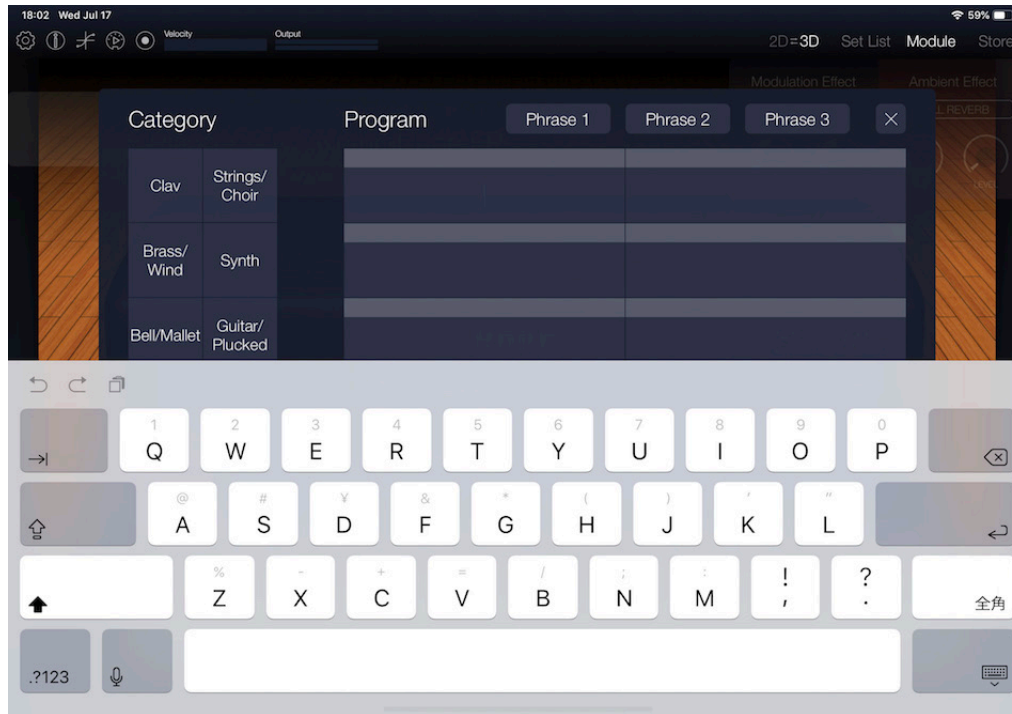 18:02 Wed Jul 17 59%
Velocity Output
2D=3D Set List Module Store
Modulation Effect Ambient Effect
Category Program Phrase 1 Phrase 2 Phrase 3
LEVEL
Clav Strings/
Choir
Brass/
Wind Synth
Bell/Mallet Guitar/
Plucked
1 2 3 4 5 6 7 8 9 0
Q W E R T Y U I O P
@ # ¥ & * ( ) ' "
A S D F G H J K L
% - + = / ; : ! ?
Z X C V B N M , .
全角
.?123